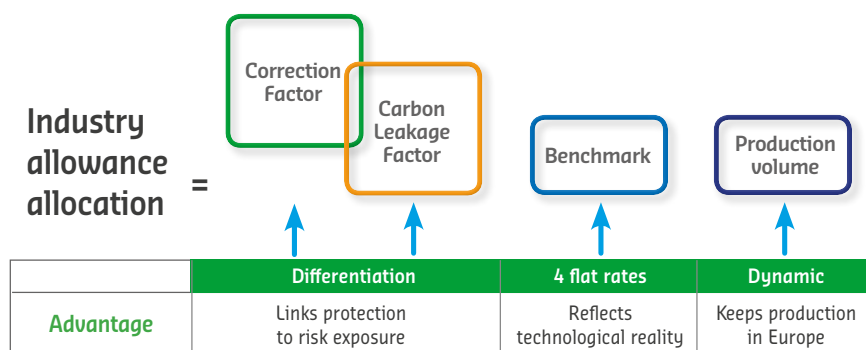 Industry
allowance
allocation
=
Correction
Factor
Carbon
Leakage
Factor
Benchmark
Production
volume
Differentiation
4 flat rates
Dynamic
Advantage
Links protection
to risk exposure
Reflects
technological reality
Keeps production
in Europe